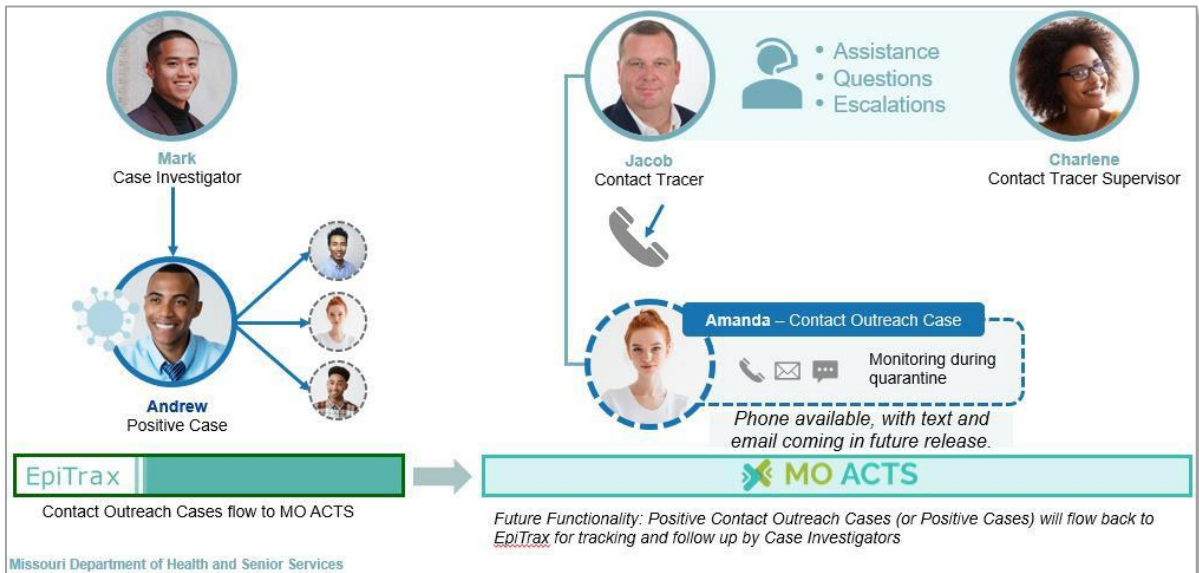 Mark
Case Investigator
Andrew
Positive Case
EpiTrax
Contact Outreach Cases flow to MO ACTS
Missouri Department of Health and Senior Services
Jacob
Contact Tracer
• Assistance
• Questions
• Escalations
Charlene
Contact Tracer Supervisor
Amanda – Contact Outreach Case
Monitoring during
quarantine
Phone available, with text and
email coming in future release.
MO ACTS
Future Functionality: Positive Contact Outreach Cases (or Positive Cases) will flow back to
EpiTrax for tracking and follow up by Case Investigators